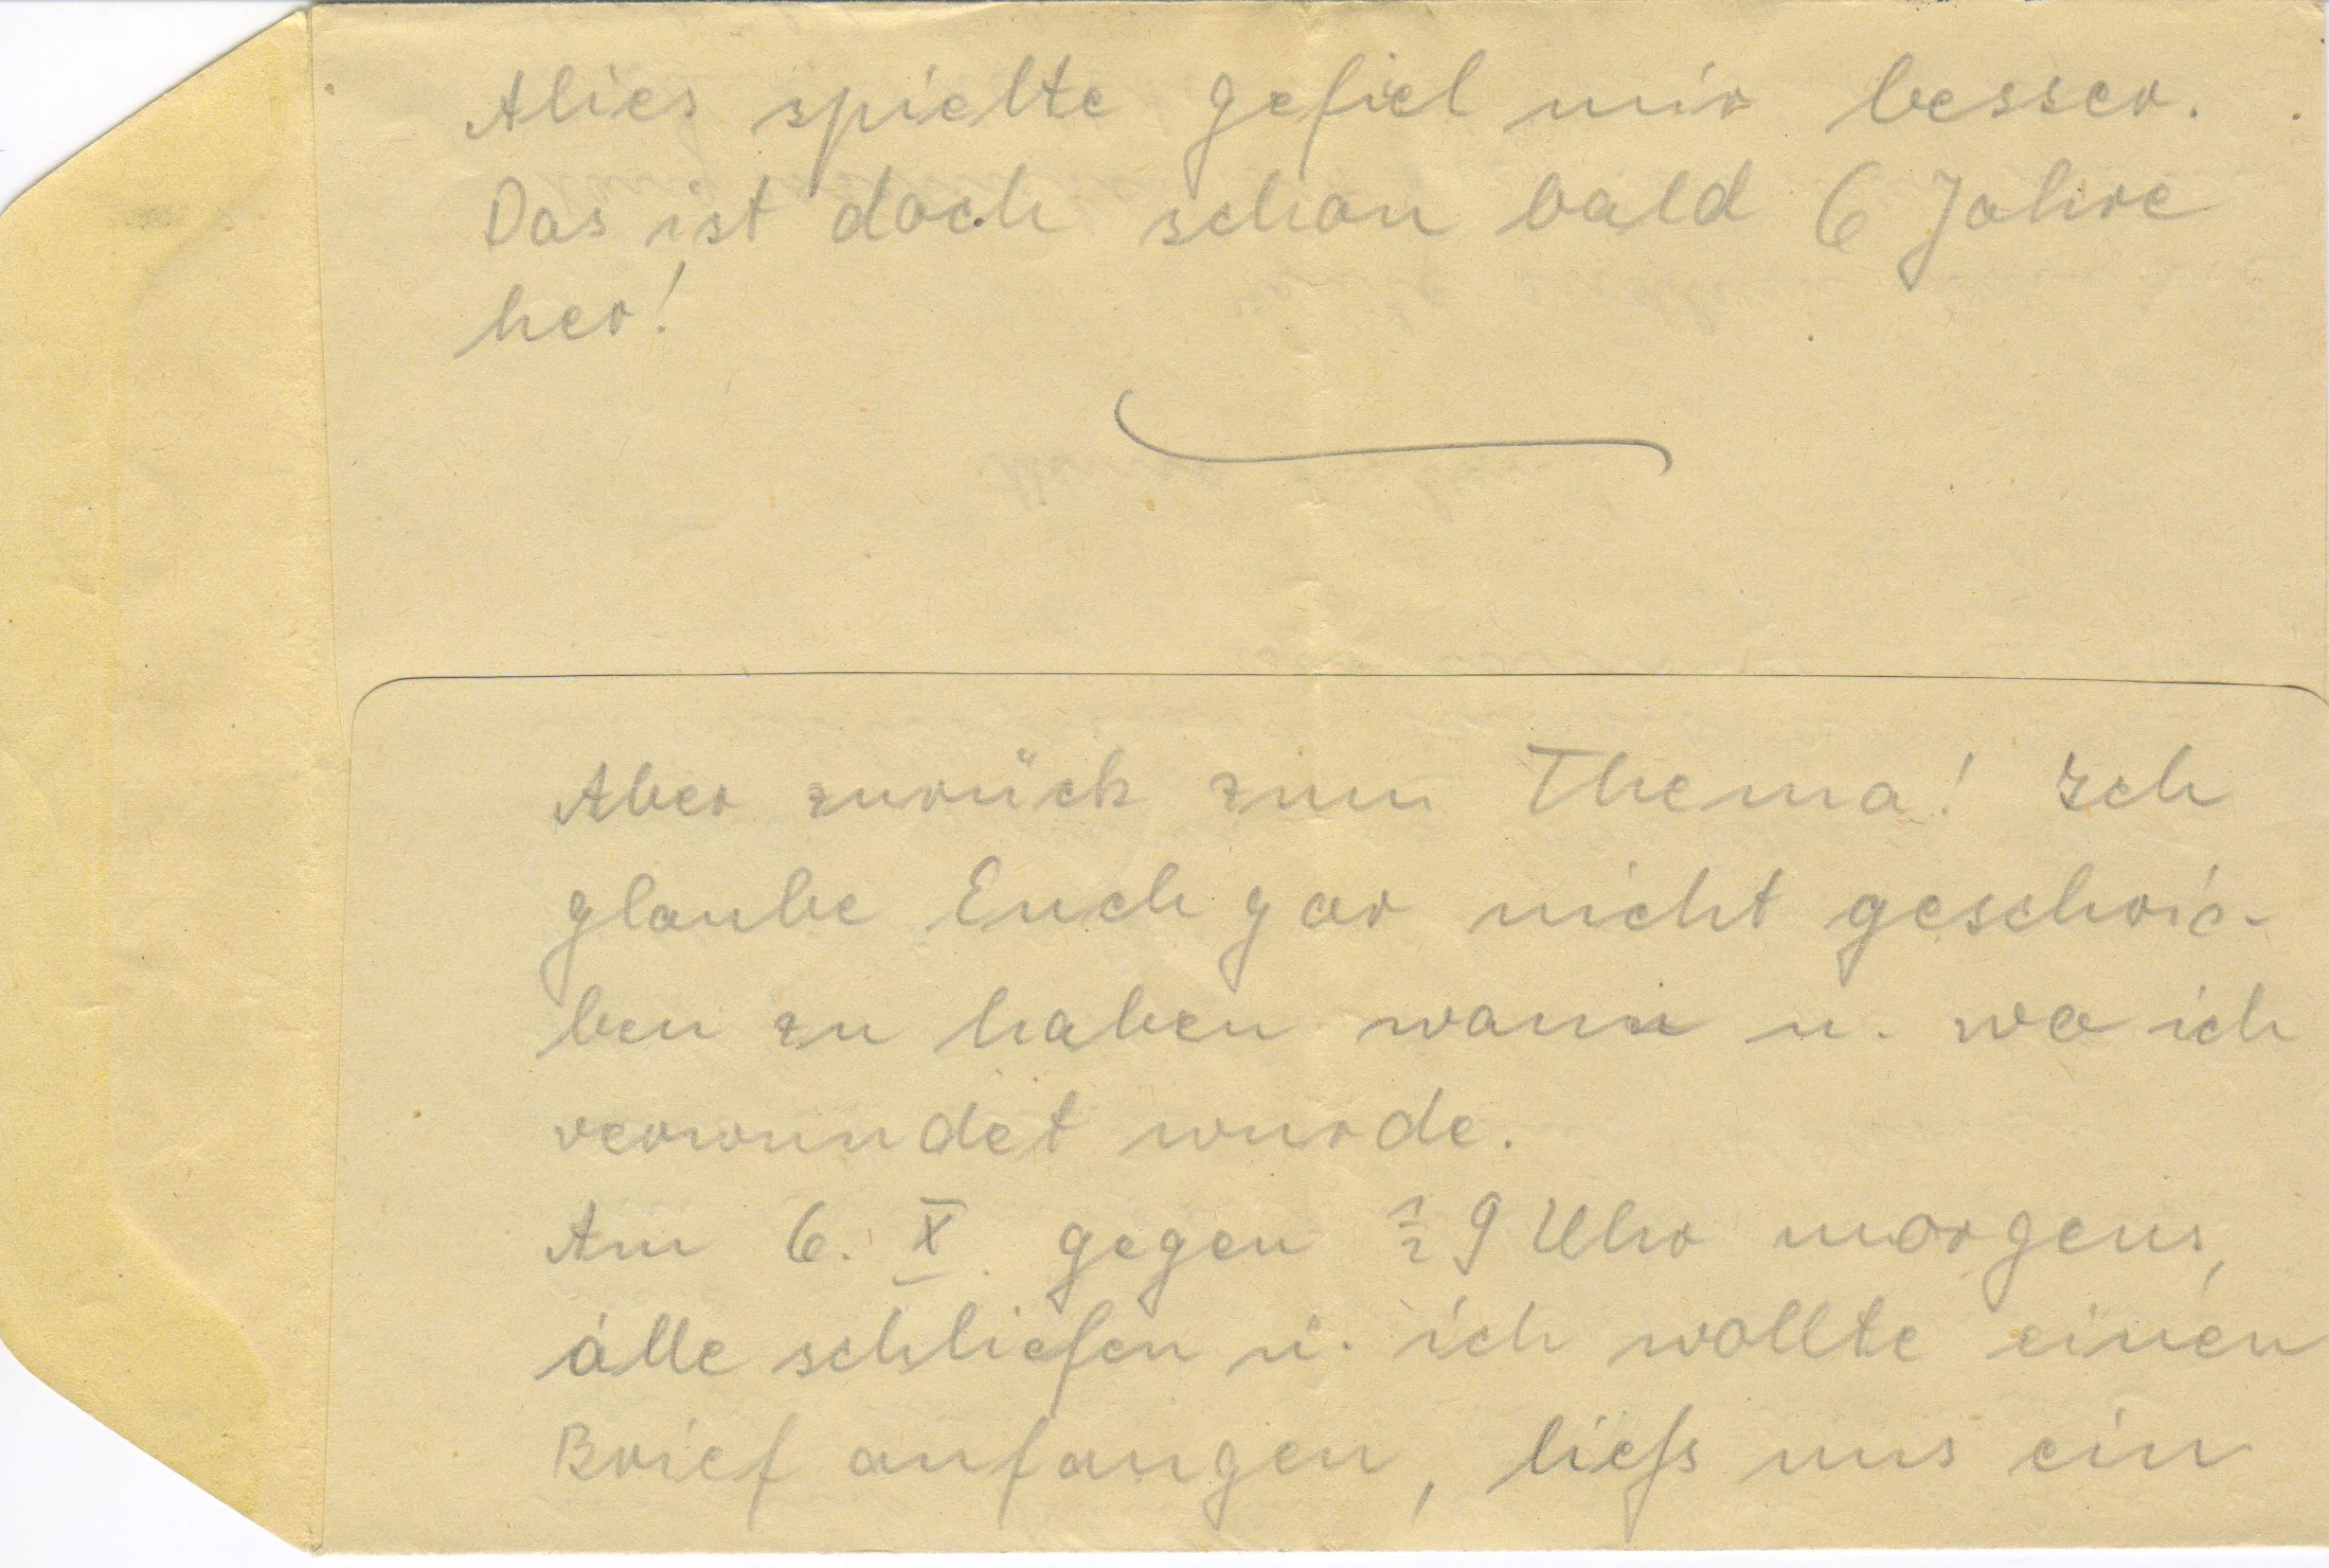 Alies spielte gefiel mir besser.
Das ist doch schon bald 6 Jahre
her!
Aber zurück zum Thema! Ich
glaube Euch gar nicht geschrie-
ben zu haben wann u. wo ich
verwundet wurde.
Am 6. X. gegen ½ 9 Uhr morgens,
alle schliefen u. ich wollte einen
Brief anfangen, liess uns ein